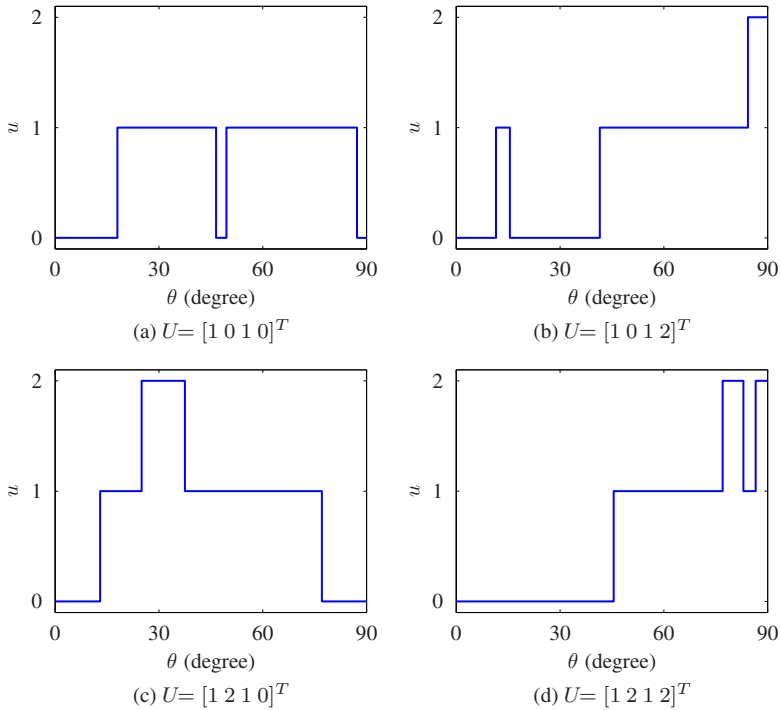 2
1
0
u
0 30 60 90
θ (degree)
(a) U= [1 0 1 0]^T
2
1
0
u
0 30 60 90
θ (degree)
(b) U= [1 0 1 2]^T
2
1
0
u
0 30 60 90
θ (degree)
(c) U= [1 2 1 0]^T
2
1
0
u
0 30 60 90
θ (degree)
(d) U= [1 2 1 2]^T